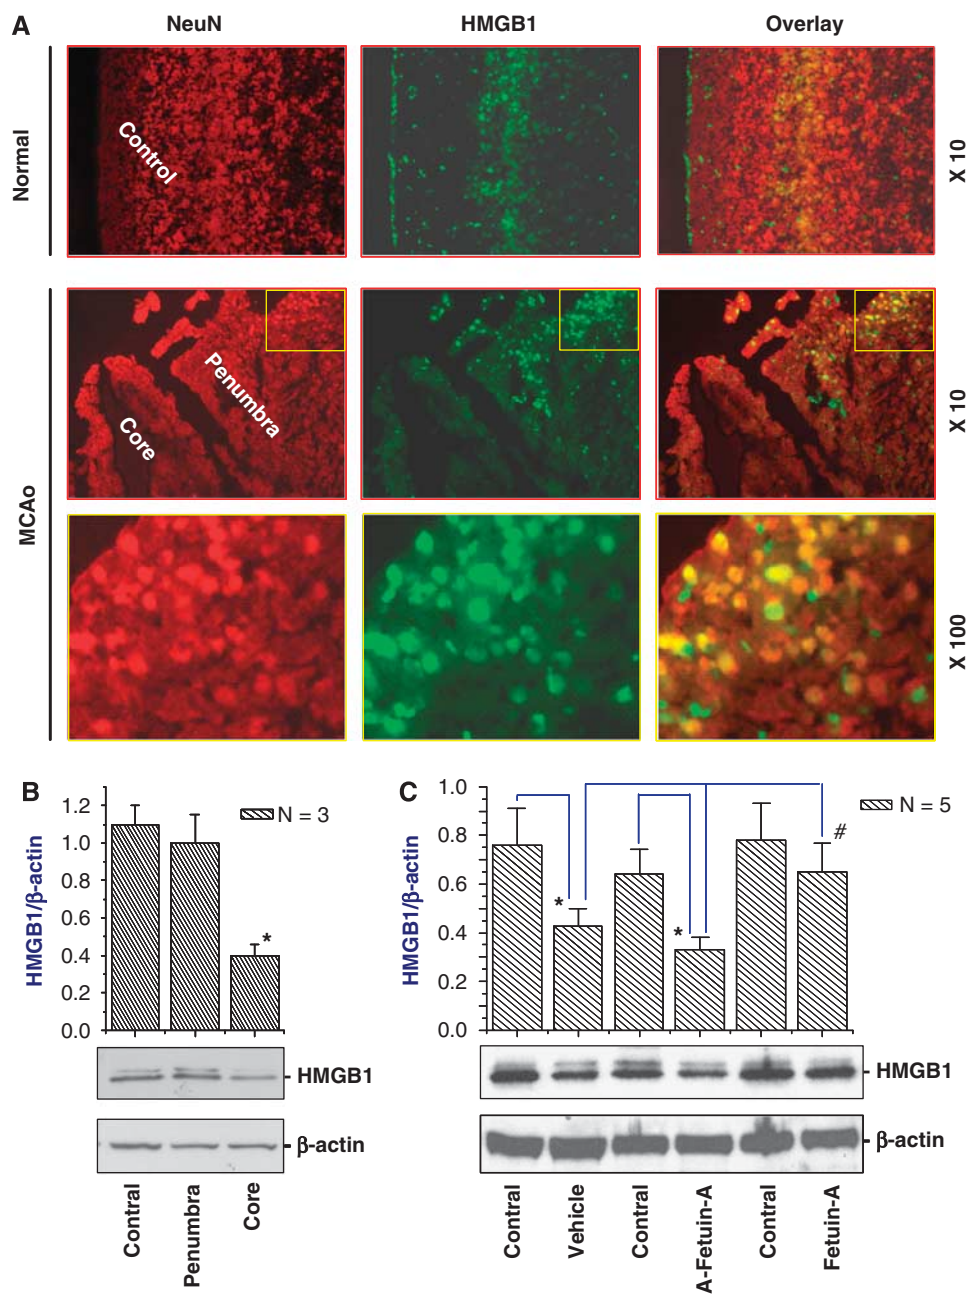 A
NeuN
HMGB1
Overlay
Normal
Control
X 10
MCAo
Core
Penumbra
X 10
X 100
B
HMGB1/β-actin
1.2
1.0
0.8
0.6
0.4
0.2
0.0
N = 3
*
HMGB1
β-actin
Contral
Penumbra
Core
C
HMGB1/β-actin
1.0
0.8
0.6
0.4
0.2
0.0
N = 5
*
*
#
HMGB1
β-actin
Contral
Vehicle
Contral
A-Fetuin-A
Contral
Fetuin-A